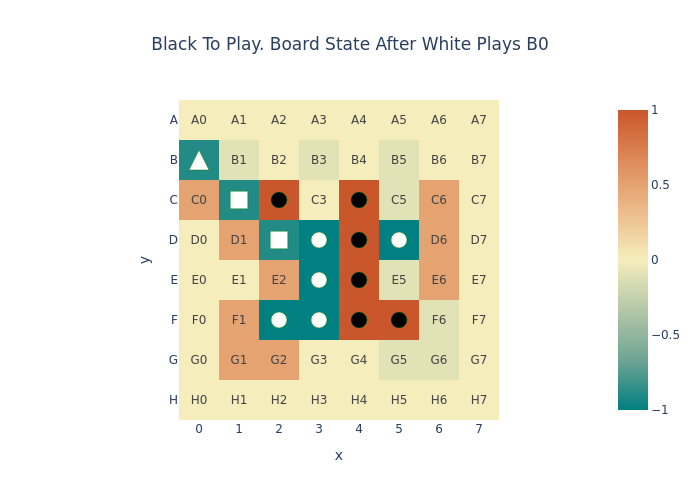 Black To Play. Board State After White Plays B0
A A0 A1 A2 A3 A4 A5 A6 A7
B B1 B2 B3 B4 B5 B6 B7
C C0 C3 C5 C6 C7
D D0 D1 D6 D7
E E0 E1 E2 E5 E6 E7
F F0 F1 F6 F7
G G0 G1 G2 G3 G4 G5 G6 G7
H H0 H1 H2 H3 H4 H5 H6 H7
0 1 2 3 4 5 6 7
x
y
1
0.5
0
−0.5
−1